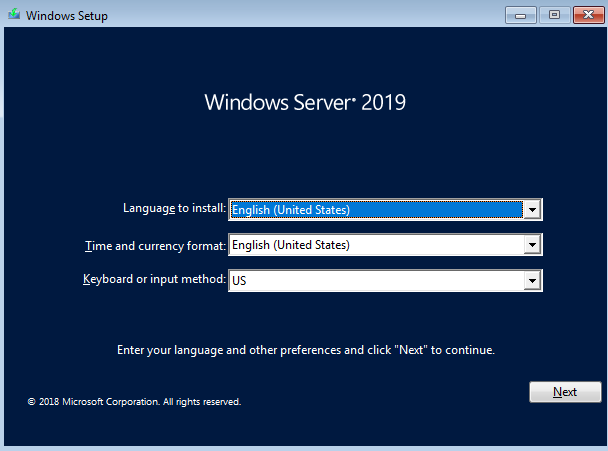 Windows Setup
Windows Server® 2019
Language to install: English (United States)
Time and currency format: English (United States)
Keyboard or input method: US
Enter your language and other preferences and click "Next" to continue.
Next
© 2018 Microsoft Corporation. All rights reserved.